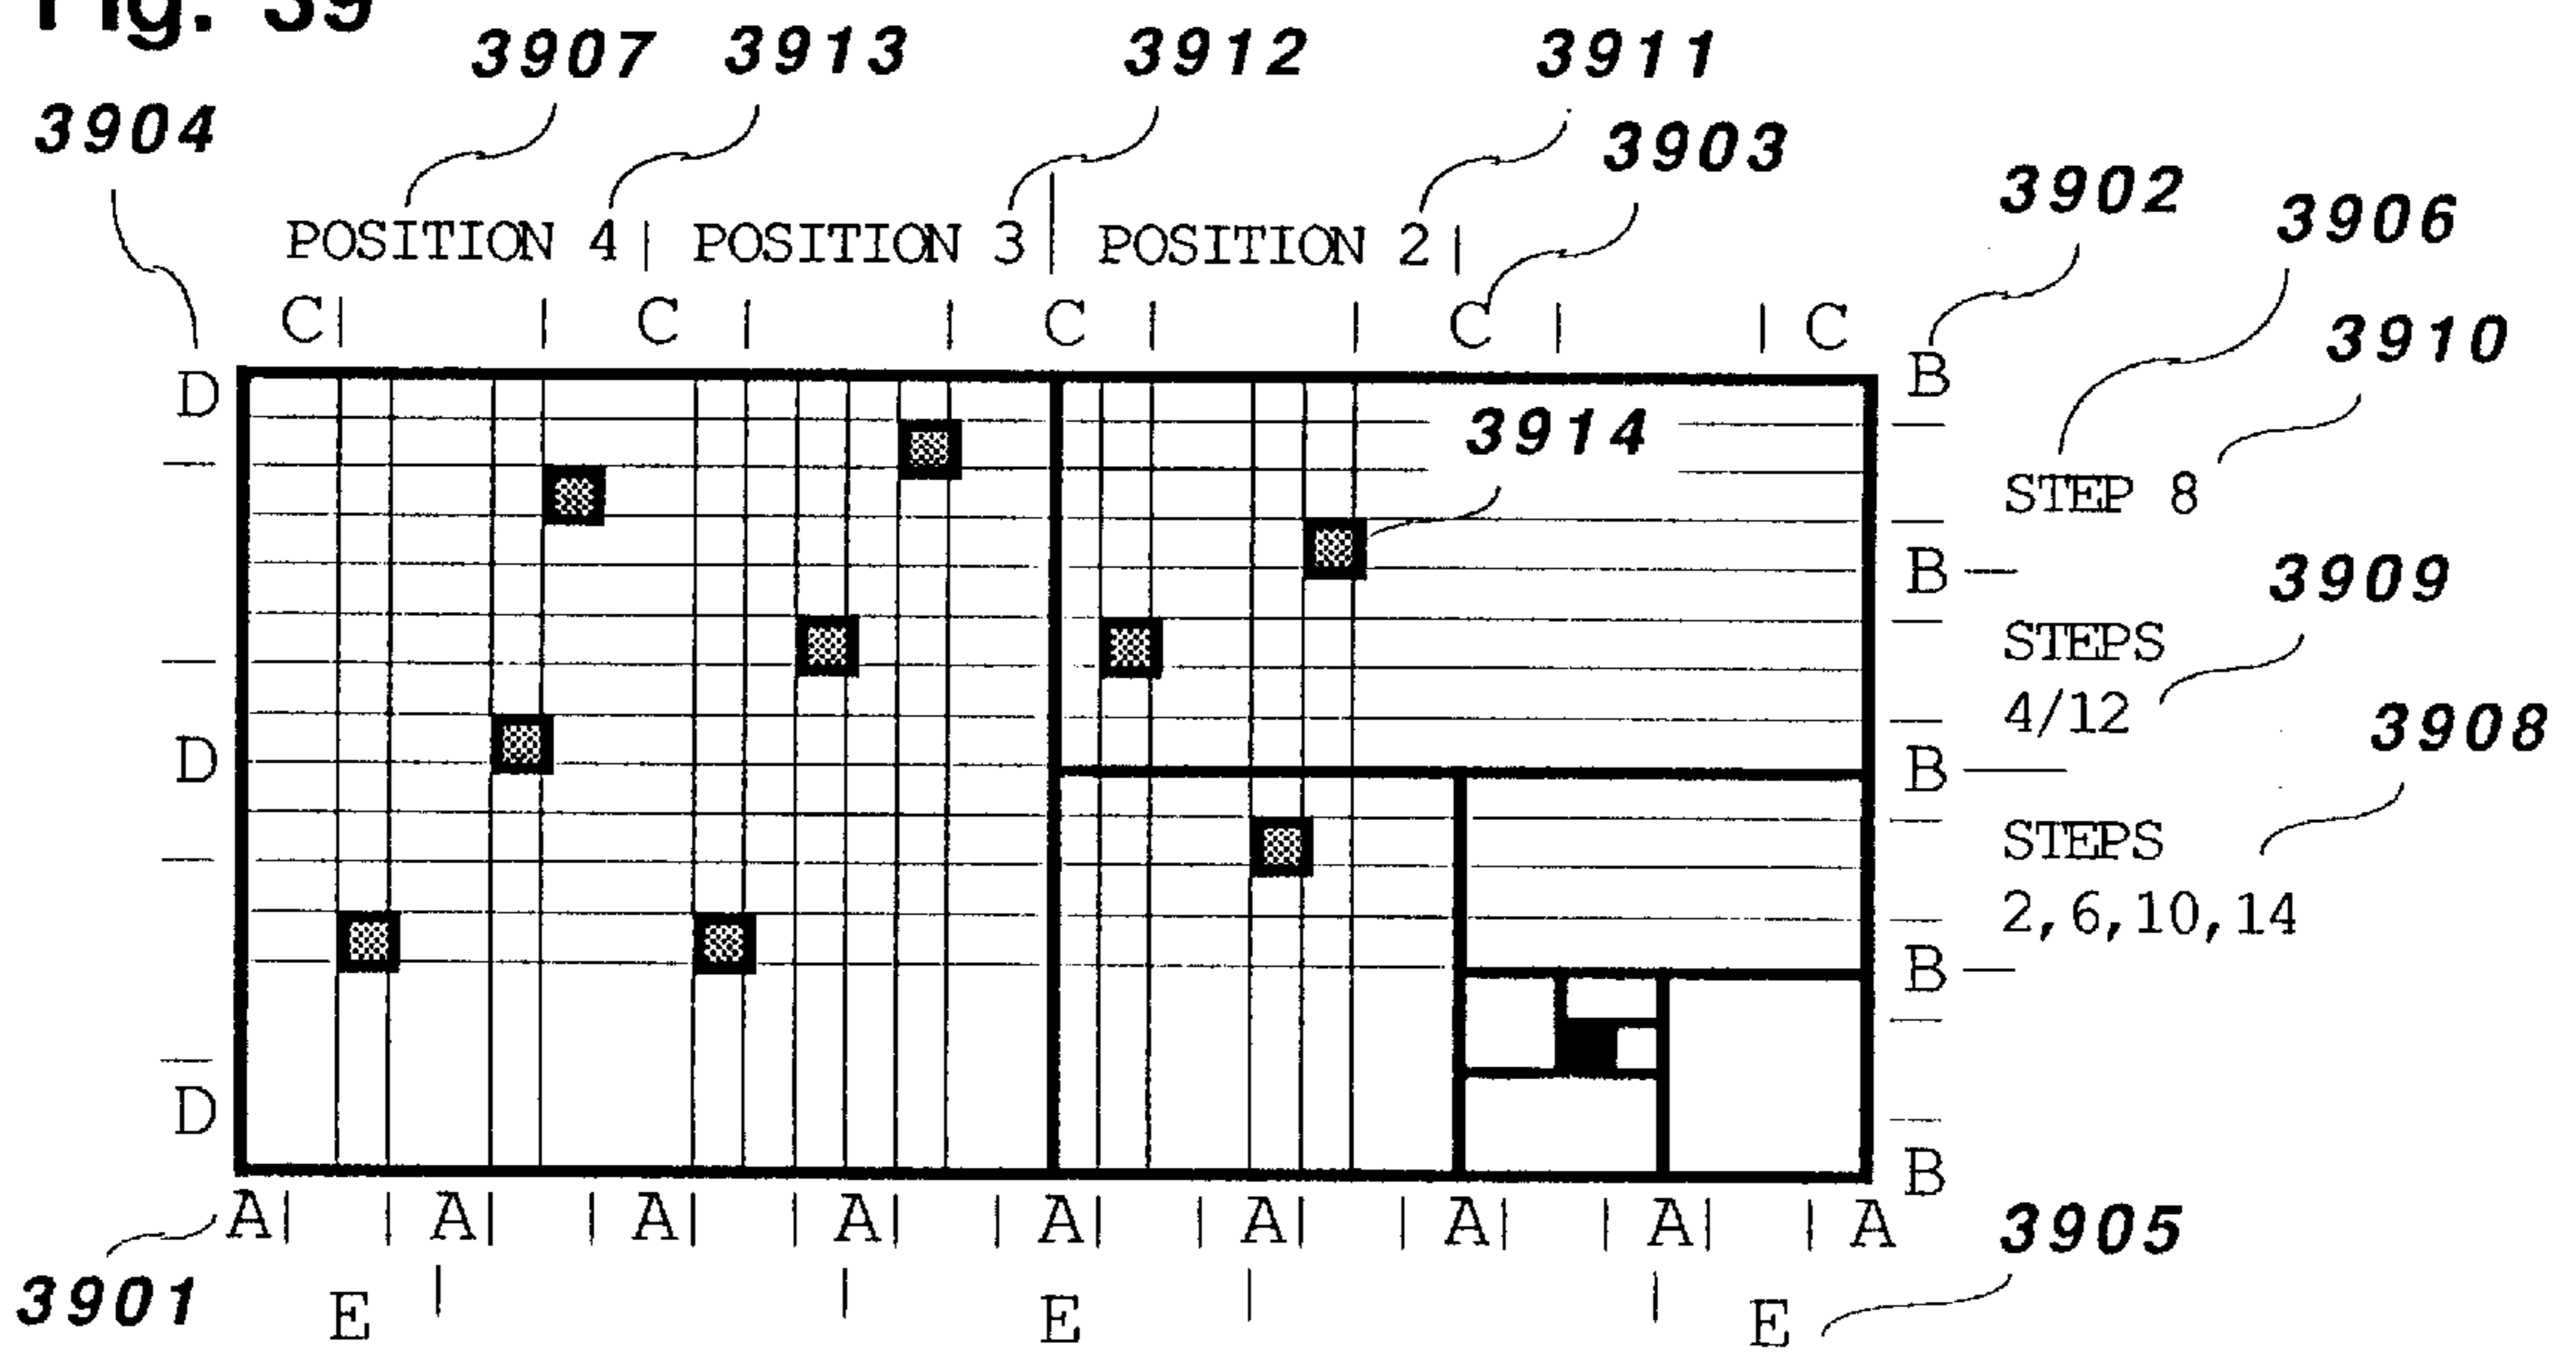 Fig. 39
3907 3913 3912 3911
3904 3903
3902 3906
POSITION 4 | POSITION 3 | POSITION 2 |
C C C C C
3910
D B
3914
STEP 8
B
3909
STEPS
4/12
3908
D B
STEPS
2,6,10,14
B
D
B
A A A A A A A A A
3905
3901
E E E